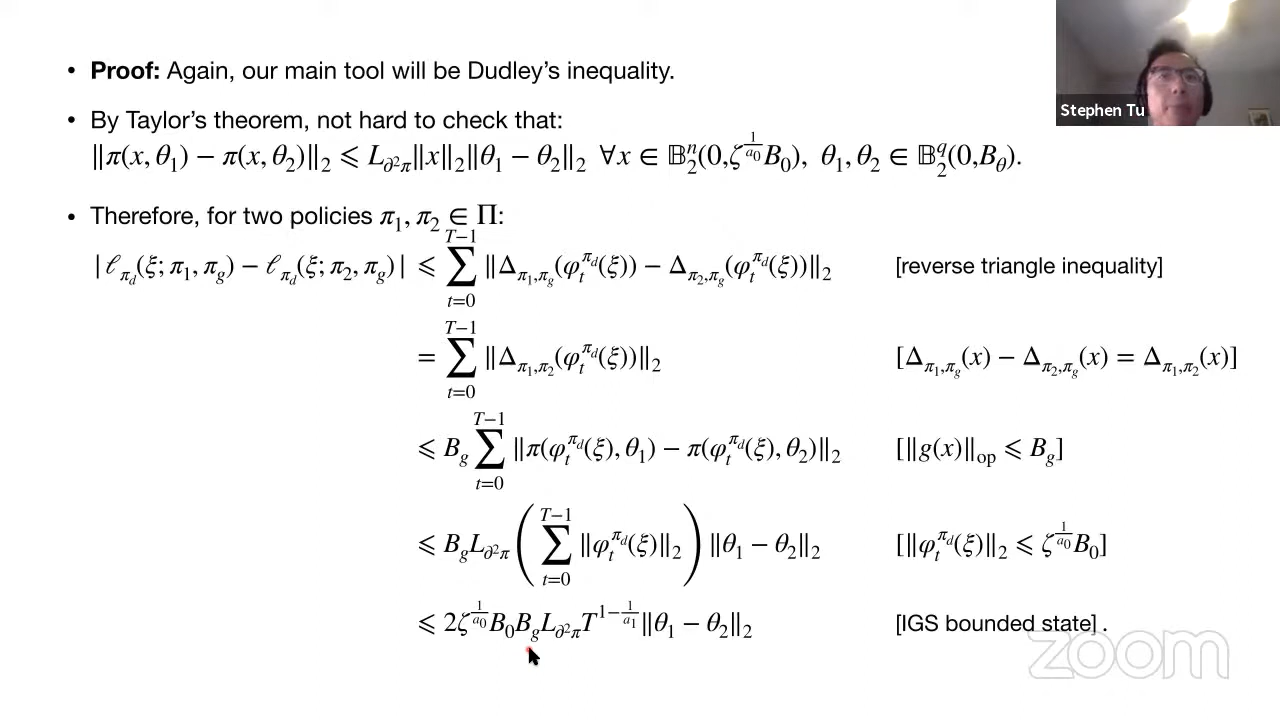 • Proof: Again, our main tool will be Dudley's inequality.
Stephen Tu
• By Taylor's theorem, not hard to check that:
‖π(x, θ₁) − π(x, θ₂)‖₂ ⩽ L_{∂²π}‖x‖₂‖θ₁ − θ₂‖₂ ∀x ∈ 𝔹₂ⁿ(0,ζ^{1/a₀}B₀), θ₁, θ₂ ∈ 𝔹₂^q(0,B_θ).
• Therefore, for two policies π₁, π₂ ∈ Π:
|ℓ_{π_d}(ξ; π₁, π_g) − ℓ_{π_d}(ξ; π₂, π_g)| ⩽ ∑_{t=0}^{T−1} ‖Δ_{π₁,π_g}(φ_t^{π_d}(ξ)) − Δ_{π₂,π_g}(φ_t^{π_d}(ξ))‖₂ [reverse triangle inequality]
= ∑_{t=0}^{T−1} ‖Δ_{π₁,π₂}(φ_t^{π_d}(ξ))‖₂ [Δ_{π₁,π_g}(x) − Δ_{π₂,π_g}(x) = Δ_{π₁,π₂}(x)]
⩽ B_g ∑_{t=0}^{T−1} ‖π(φ_t^{π_d}(ξ), θ₁) − π(φ_t^{π_d}(ξ), θ₂)‖₂ [‖g(x)‖_{op} ⩽ B_g]
⩽ B_g L_{∂²π} (∑_{t=0}^{T−1} ‖φ_t^{π_d}(ξ)‖₂) ‖θ₁ − θ₂‖₂ [‖φ_t^{π_d}(ξ)‖₂ ⩽ ζ^{1/a₀}B₀]
⩽ 2ζ^{1/a₀}B₀B_g L_{∂²π}T^{1−1/a₁}‖θ₁ − θ₂‖₂ [IGS bounded state] .
zoom